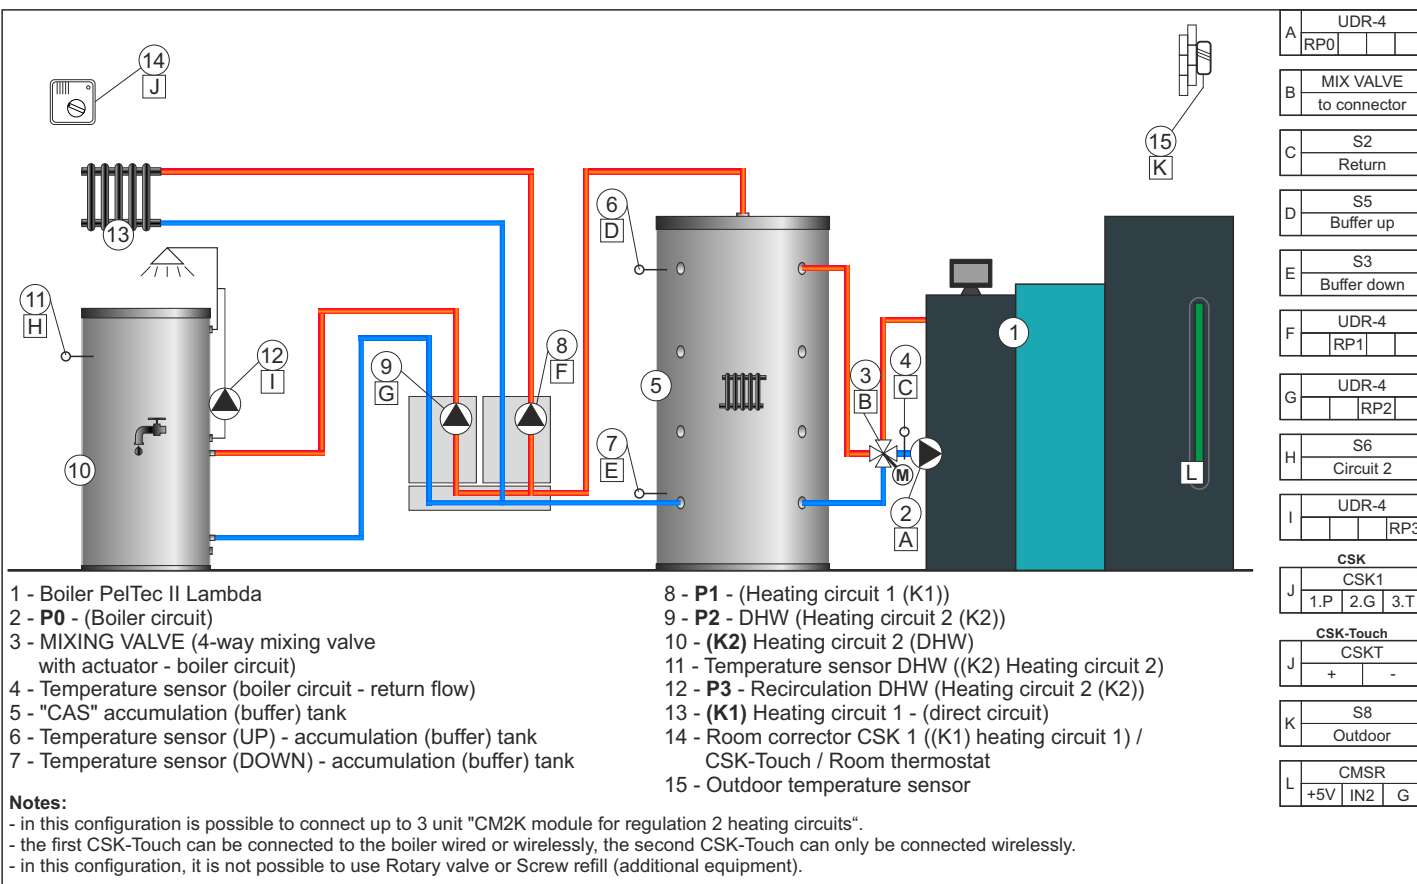 14
J
15
K
13
11
H
12
I
10
9
G
8
F
6
D
5
7
E
3
B
4
C
M
2
A
1
L
A UDR-4
RP0
B MIX VALVE
to connector
C S2
Return
D S5
Buffer up
E S3
Buffer down
F UDR-4
RP1
G UDR-4
RP2
H S6
Circuit 2
I UDR-4
RP3
CSK
J CSK1
1.P 2.G 3.T
CSK-Touch
J CSKT
+ -
K S8
Outdoor
L CMSR
+5V IN2 G
1 - Boiler PelTec II Lambda
2 - P0 - (Boiler circuit)
3 - MIXING VALVE (4-way mixing valve
with actuator - boiler circuit)
4 - Temperature sensor (boiler circuit - return flow)
5 - "CAS" accumulation (buffer) tank
6 - Temperature sensor (UP) - accumulation (buffer) tank
7 - Temperature sensor (DOWN) - accumulation (buffer) tank
8 - P1 - (Heating circuit 1 (K1))
9 - P2 - DHW (Heating circuit 2 (K2))
10 - (K2) Heating circuit 2 (DHW)
11 - Temperature sensor DHW ((K2) Heating circuit 2)
12 - P3 - Recirculation DHW (Heating circuit 2 (K2))
13 - (K1) Heating circuit 1 - (direct circuit)
14 - Room corrector CSK 1 ((K1) heating circuit 1) /
CSK-Touch / Room thermostat
15 - Outdoor temperature sensor
Notes:
- in this configuration is possible to connect up to 3 unit "CM2K module for regulation 2 heating circuits“.
- the first CSK-Touch can be connected to the boiler wired or wirelessly, the second CSK-Touch can only be connected wirelessly.
- in this configuration, it is not possible to use Rotary valve or Screw refill (additional equipment).